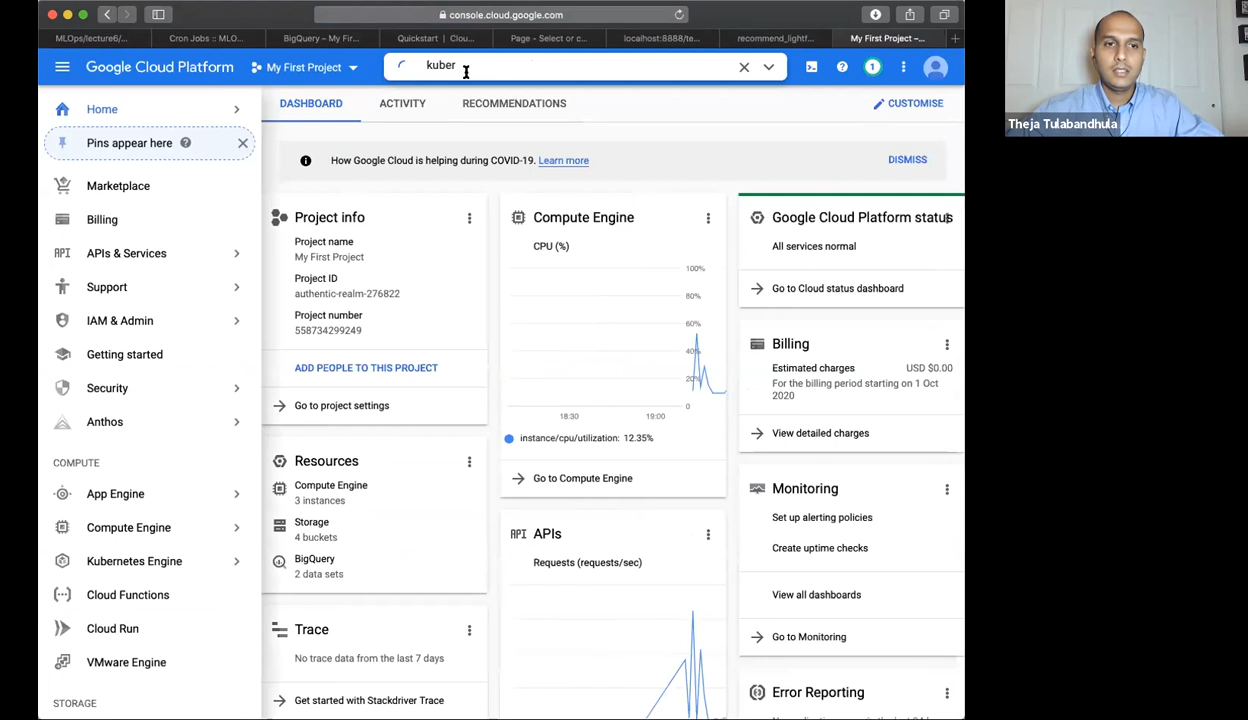 console.cloud.google.com
MLOps/lecture6/...
Cron Jobs :: MLO...
BigQuery – My Fir...
Quickstart | Clou...
Page - Select or c...
localhost:8888/te...
recommend_lightf...
My First Project –...
Google Cloud Platform
My First Project
kuber
1
Home
Pins appear here
Marketplace
Billing
API APIs & Services
Support
IAM & Admin
Getting started
Security
Anthos
COMPUTE
App Engine
Compute Engine
Kubernetes Engine
Cloud Functions
Cloud Run
VMware Engine
STORAGE
DASHBOARD
ACTIVITY
RECOMMENDATIONS
CUSTOMISE
How Google Cloud is helping during COVID-19. Learn more
DISMISS
Project info
Project name
My First Project
Project ID
authentic-realm-276822
Project number
558734299249
ADD PEOPLE TO THIS PROJECT
Go to project settings
Resources
Compute Engine
3 instances
Storage
4 buckets
BigQuery
2 data sets
Trace
No trace data from the last 7 days
Get started with Stackdriver Trace
Compute Engine
CPU (%)
100%
80%
60%
40%
20%
0
18:30
19:00
instance/cpu/utilization: 12.35%
Go to Compute Engine
API APIs
Requests (requests/sec)
Google Cloud Platform status
All services normal
Go to Cloud status dashboard
Billing
Estimated charges
USD $0.00
For the billing period starting on 1 Oct
2020
View detailed charges
Monitoring
Set up alerting policies
Create uptime checks
View all dashboards
Go to Monitoring
Error Reporting
Theja Tulabandhula